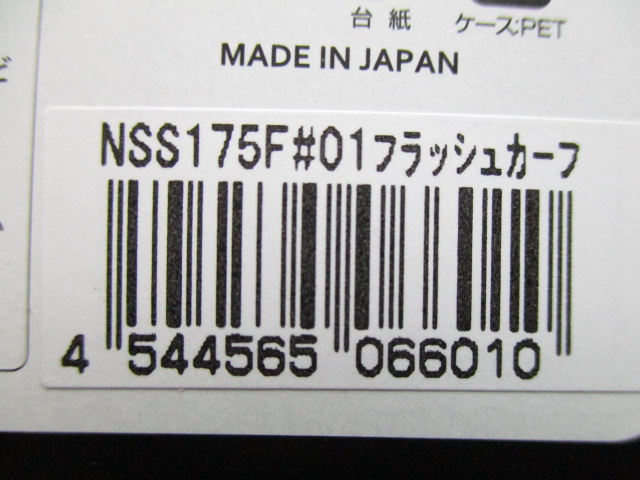 台紙 ケース:PET
MADE IN JAPAN
ど
NSS175F#01フラッシュカーフ
4 544565 066010